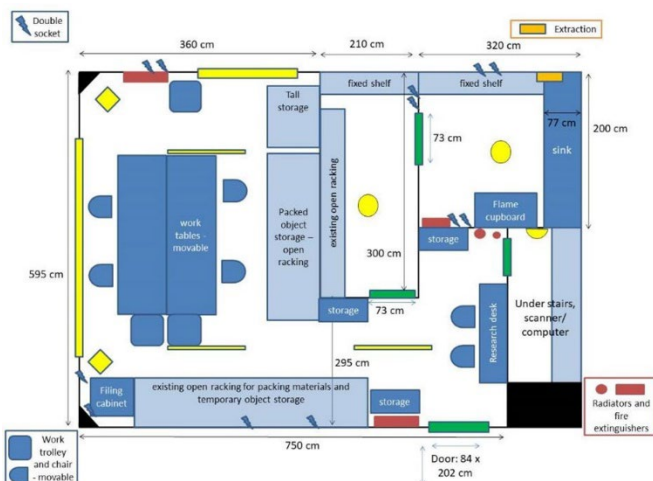 Double
socket
360 cm
210 cm
320 cm
Extraction
fixed shelf
fixed shelf
Tall
storage
73 cm
77 cm
200 cm
sink
existing open racking
work
tables -
movable
Packed
object
storage –
open
racking
Flame
cupboard
storage
300 cm
595 cm
storage
73 cm
Research desk
Under stairs,
scanner/
computer
295 cm
Filing
cabinet
existing open racking for packing materials and
temporary object storage
storage
Radiators and
fire
extinguishers
Work
trolley
and chair
- movable
750 cm
Door: 84 x
202 cm